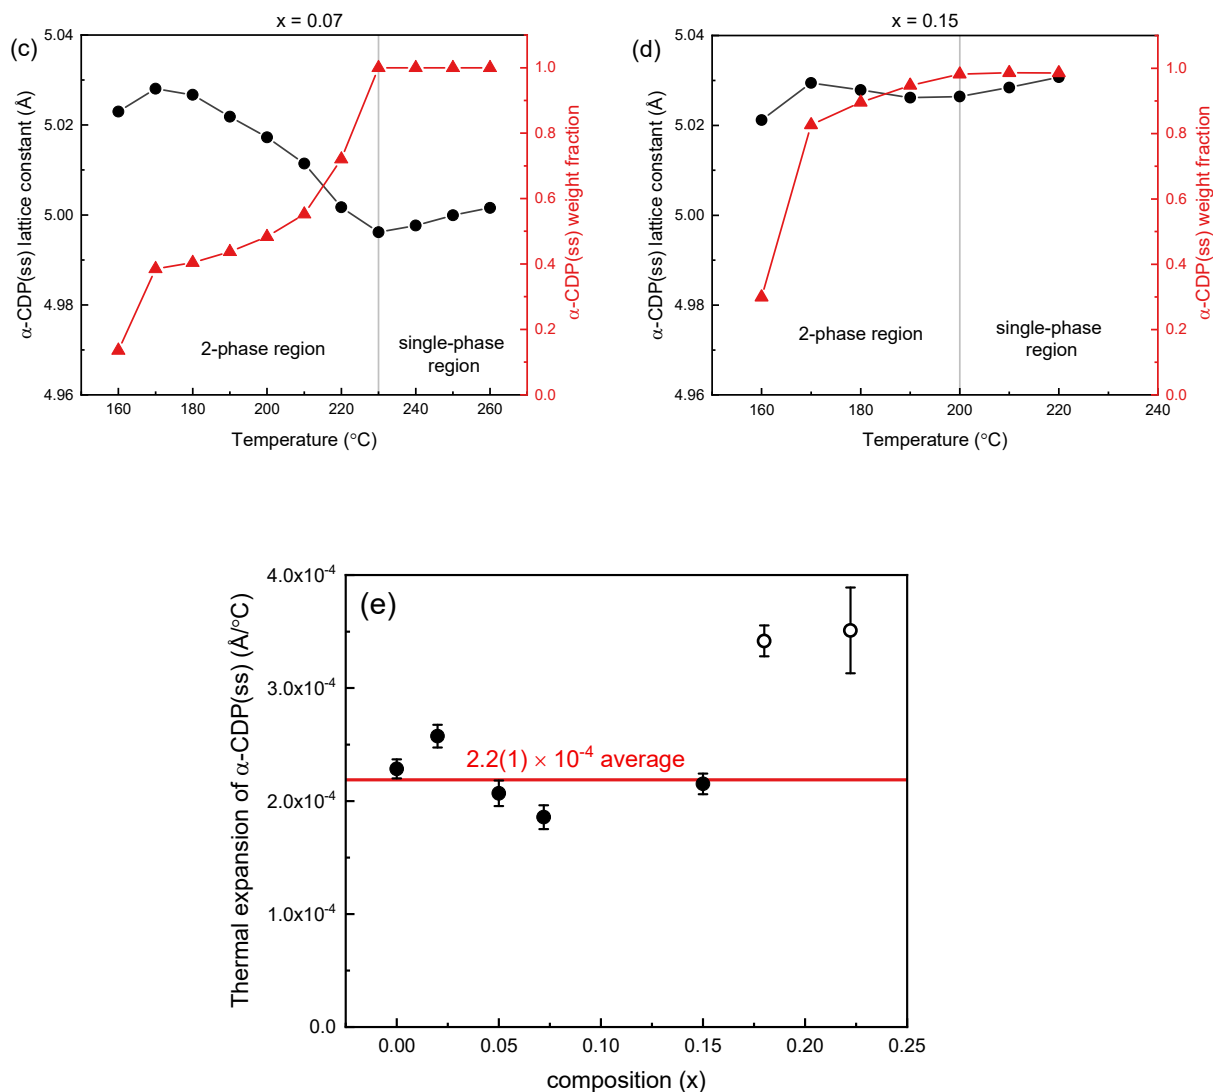 x = 0.07
(c)
5.04
5.02
5.00
4.98
4.96
α-CDP(ss) lattice constant (Å)
1.0
0.8
0.6
0.4
0.2
0.0
α-CDP(ss) weight fraction
2-phase region
single-phase
region
160 180 200 220 240 260
Temperature (°C)
x = 0.15
(d)
5.04
5.02
5.00
4.98
4.96
α-CDP(ss) lattice constant (Å)
1.0
0.8
0.6
0.4
0.2
0.0
α-CDP(ss) weight fraction
2-phase region
single-phase
region
160 180 200 220 240
Temperature (°C)
(e)
4.0x10⁻⁴
3.0x10⁻⁴
2.0x10⁻⁴
1.0x10⁻⁴
0.0
Thermal expansion of α-CDP(ss) (Å/°C)
2.2(1) × 10⁻⁴ average
0.00 0.05 0.10 0.15 0.20 0.25
composition (x)